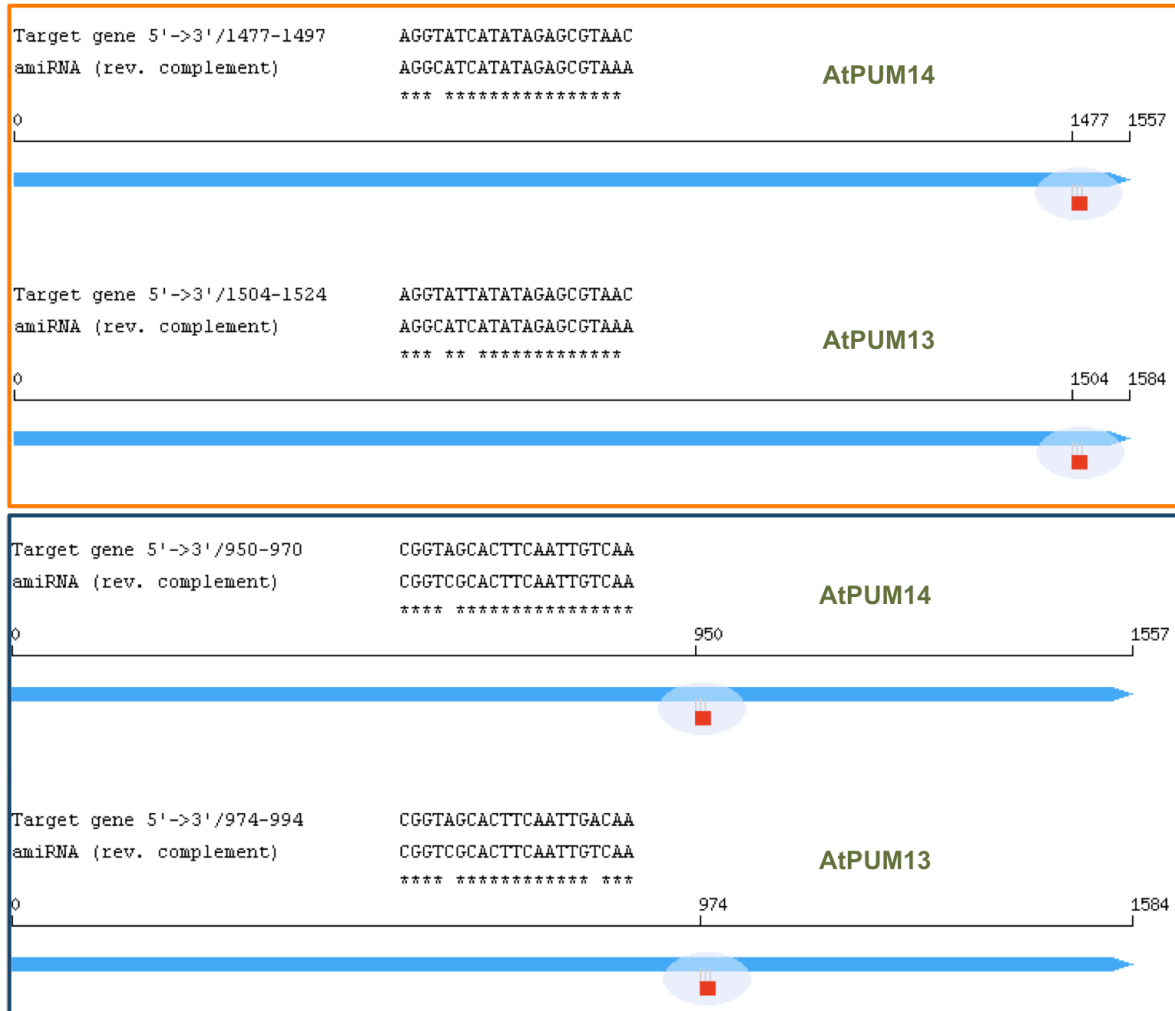 Target gene 5'->3'/1477-1497 AGGTATCATATAGAGCGTAAC
amiRNA (rev. complement) AGGCATCATATAGAGCGTAAA
*** ****************
AtPUM14
0 1477 1557
Target gene 5'->3'/1504-1524 AGGTATTATATAGAGCGTAAC
amiRNA (rev. complement) AGGCATCATATAGAGCGTAAA
*** ** *************
AtPUM13
0 1504 1584
Target gene 5'->3'/950-970 CGGTAGCACTTCAATTGTCAA
amiRNA (rev. complement) CGGTCGCACTTCAATTGTCAA
**** ****************
AtPUM14
0 950 1557
Target gene 5'->3'/974-994 CGGTAGCACTTCAATTGACAA
amiRNA (rev. complement) CGGTCGCACTTCAATTGTCAA
**** ************ ***
AtPUM13
0 974 1584